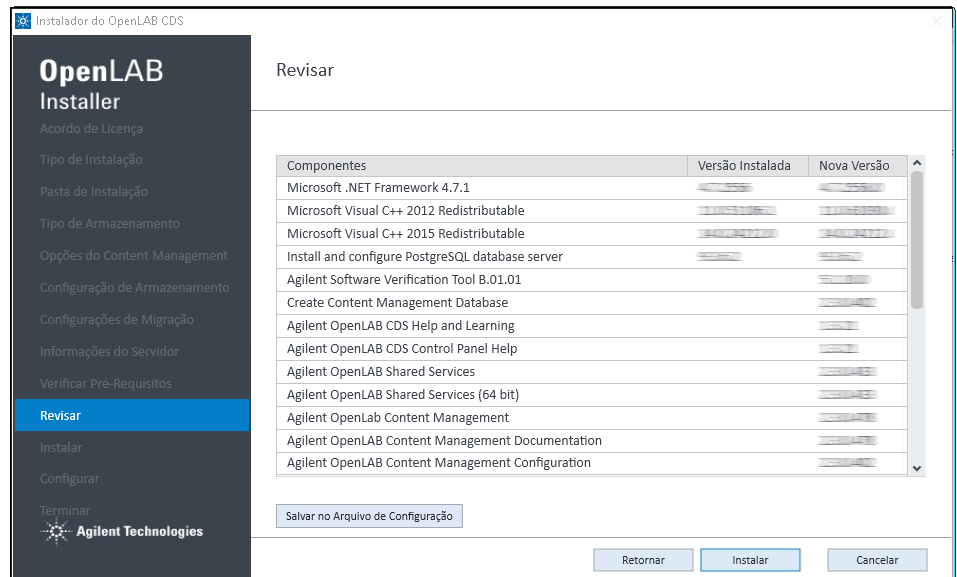 Instalador do OpenLAB CDS
OpenLAB
Installer
Acordo de Licença
Tipo de Instalação
Pasta de Instalação
Tipo de Armazenamento
Opções do Content Management
Configuração de Armazenamento
Configurações de Migração
Informações do Servidor
Verificar Pré-Requisitos
Revisar
Instalar
Configurar
Terminar
Agilent Technologies
Revisar
Componentes Versão Instalada Nova Versão
Microsoft .NET Framework 4.7.1
Microsoft Visual C++ 2012 Redistributable
Microsoft Visual C++ 2015 Redistributable
Install and configure PostgreSQL database server
Agilent Software Verification Tool B.01.01
Create Content Management Database
Agilent OpenLAB CDS Help and Learning
Agilent OpenLAB CDS Control Panel Help
Agilent OpenLAB Shared Services
Agilent OpenLAB Shared Services (64 bit)
Agilent OpenLab Content Management
Agilent OpenLAB Content Management Documentation
Agilent OpenLAB Content Management Configuration
Salvar no Arquivo de Configuração
Retornar Instalar Cancelar